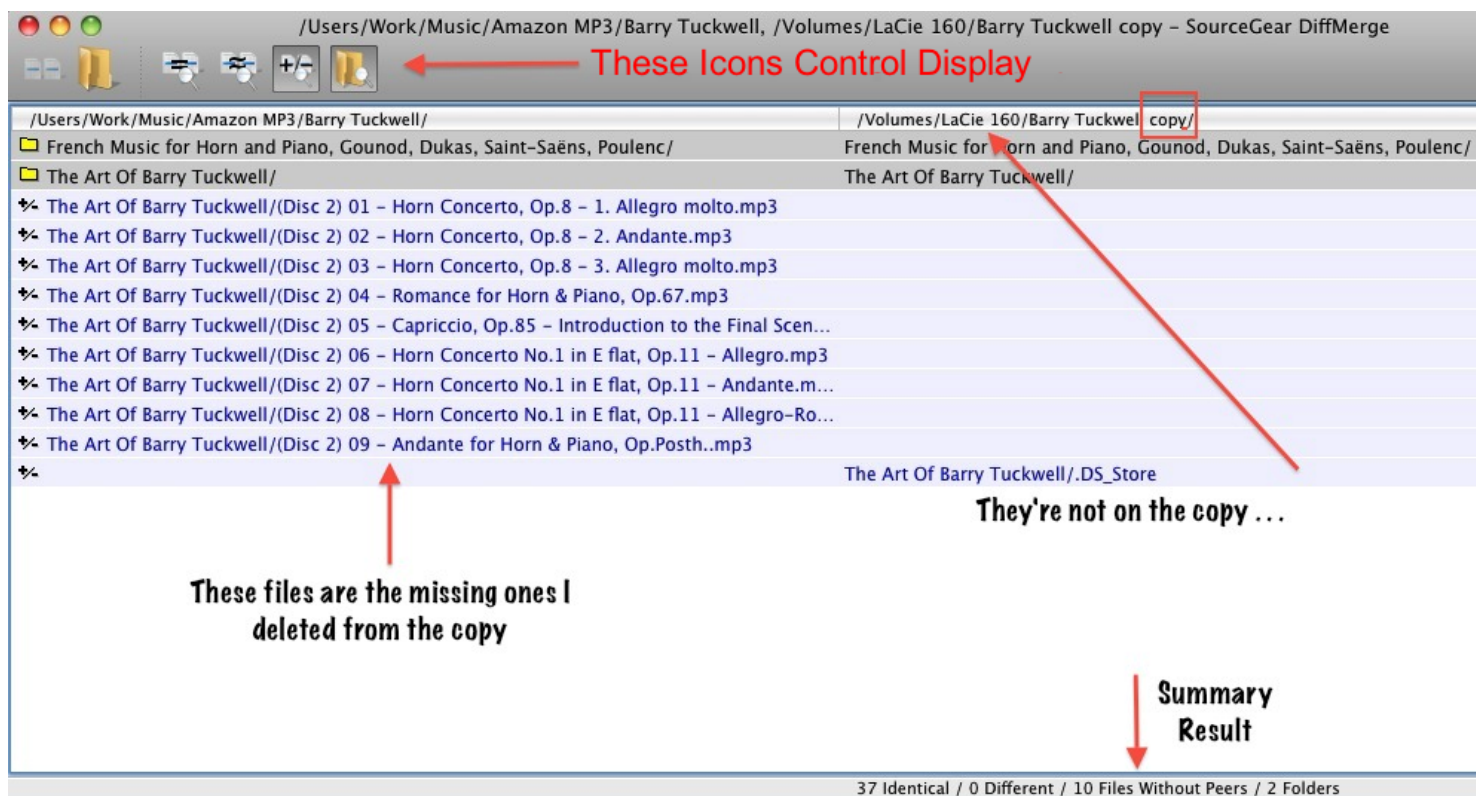 /Users/Work/Music/Amazon MP3/Barry Tuckwell, /Volumes/LaCie 160/Barry Tuckwell copy – SourceGear DiffMerge
+/-
These Icons Control Display
/Users/Work/Music/Amazon MP3/Barry Tuckwell/ /Volumes/LaCie 160/Barry Tuckwell copy/
French Music for Horn and Piano, Gounod, Dukas, Saint-Saëns, Poulenc/ French Music for Horn and Piano, Gounod, Dukas, Saint-Saëns, Poulenc/
The Art Of Barry Tuckwell/ The Art Of Barry Tuckwell/
+/- The Art Of Barry Tuckwell/(Disc 2) 01 – Horn Concerto, Op.8 – 1. Allegro molto.mp3
+/- The Art Of Barry Tuckwell/(Disc 2) 02 – Horn Concerto, Op.8 – 2. Andante.mp3
+/- The Art Of Barry Tuckwell/(Disc 2) 03 – Horn Concerto, Op.8 – 3. Allegro molto.mp3
+/- The Art Of Barry Tuckwell/(Disc 2) 04 – Romance for Horn & Piano, Op.67.mp3
+/- The Art Of Barry Tuckwell/(Disc 2) 05 – Capriccio, Op.85 – Introduction to the Final Scen...
+/- The Art Of Barry Tuckwell/(Disc 2) 06 – Horn Concerto No.1 in E flat, Op.11 – Allegro.mp3
+/- The Art Of Barry Tuckwell/(Disc 2) 07 – Horn Concerto No.1 in E flat, Op.11 – Andante.m...
+/- The Art Of Barry Tuckwell/(Disc 2) 08 – Horn Concerto No.1 in E flat, Op.11 – Allegro-Ro...
+/- The Art Of Barry Tuckwell/(Disc 2) 09 – Andante for Horn & Piano, Op.Posth..mp3
+/- The Art Of Barry Tuckwell/.DS_Store
They're not on the copy ...
These files are the missing ones I
deleted from the copy
Summary
Result
37 Identical / 0 Different / 10 Files Without Peers / 2 Folders